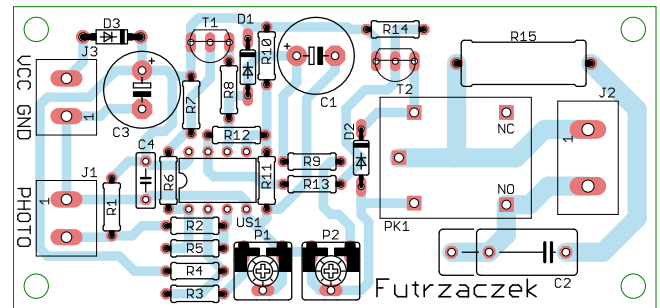 D3
T1
D1
R14
R15
J3
VCC
GND
1
C3
R7
R8
R10
+
C1
T2
J2
1
NC
NO
PK1
D2
R12
C4
R6
R11
R9
R13
US1
J1
1
PHOTO
R1
R2
R5
R4
R3
P1
P2
C2
+
Futrzaczek